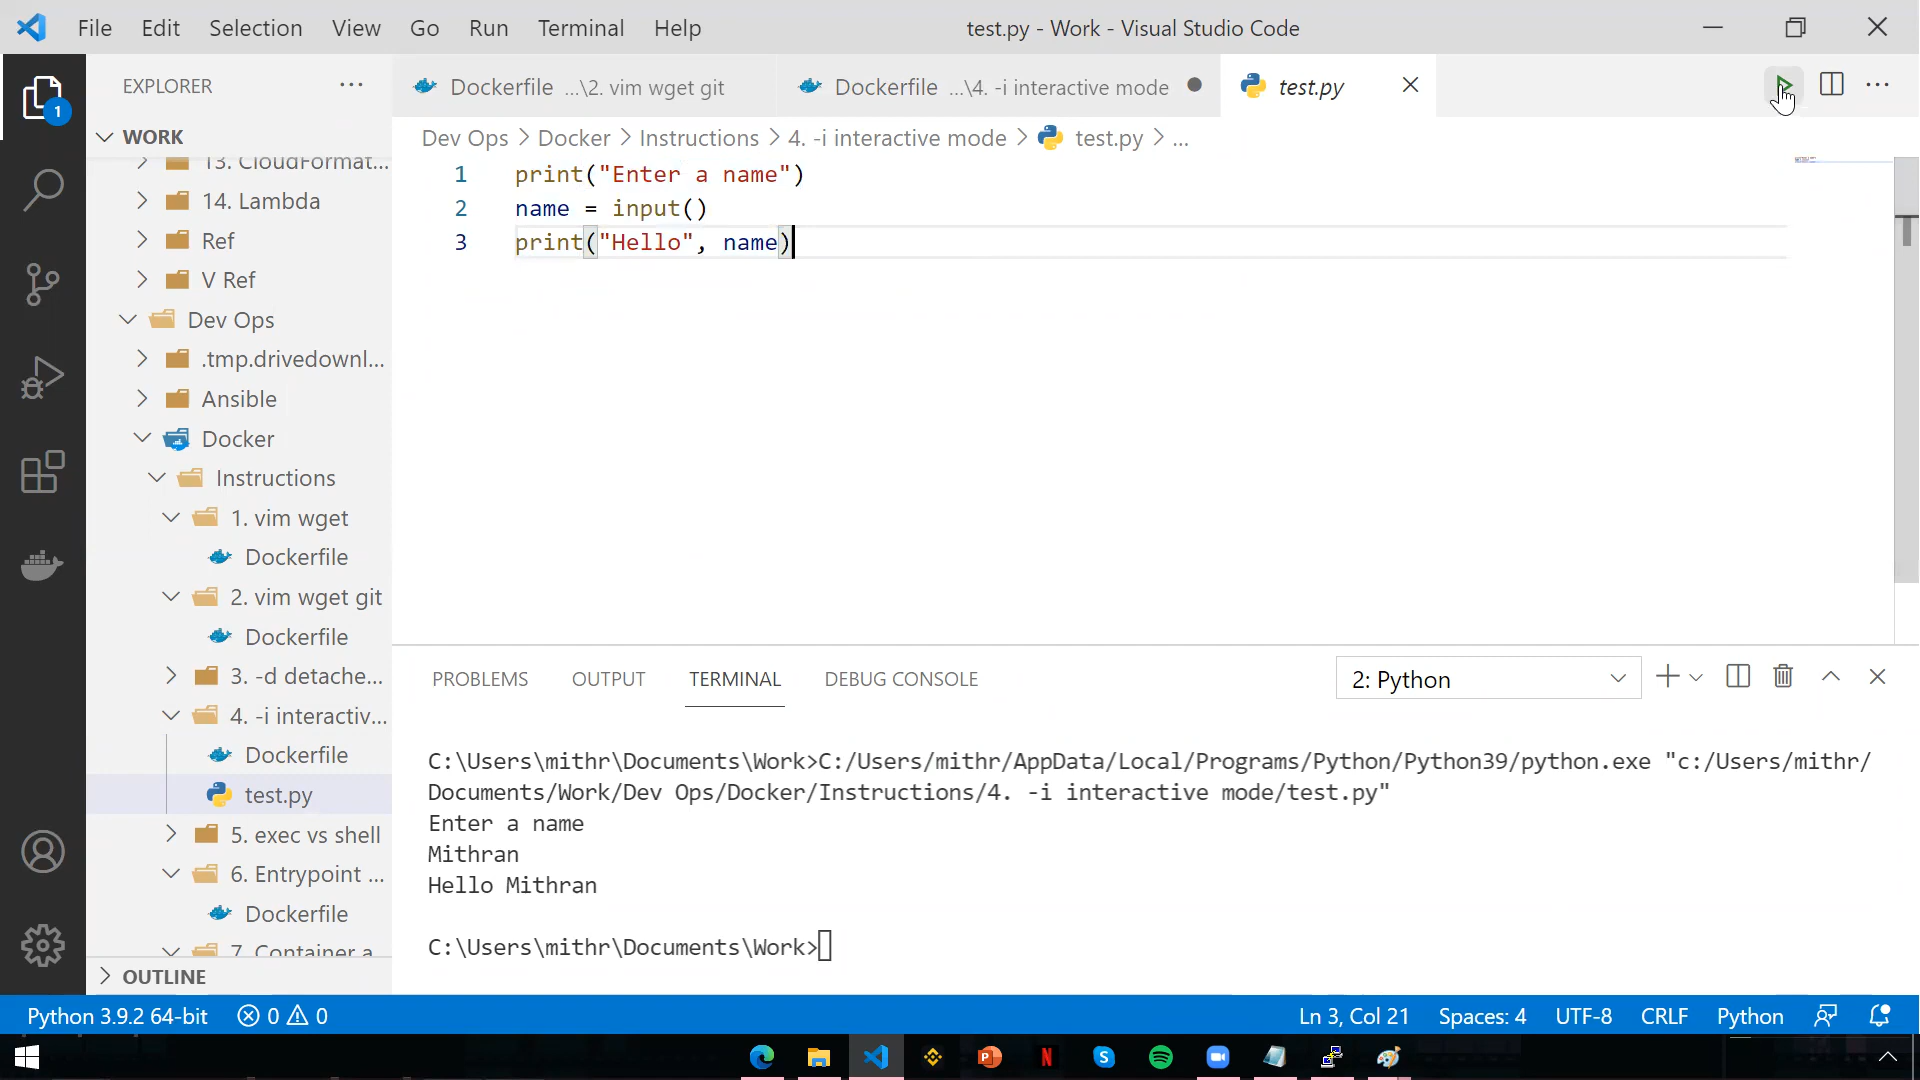 File Edit Selection View Go Run Terminal Help test.py - Work - Visual Studio Code
EXPLORER ...
Dockerfile ...\2. vim wget git
Dockerfile ...\4. -i interactive mode
test.py
1
WORK
Dev Ops > Docker > Instructions > 4. -i interactive mode > test.py > ...
13. CloudFormat...
14. Lambda
Ref
V Ref
Dev Ops
.tmp.drivedownl...
Ansible
Docker
Instructions
1. vim wget
Dockerfile
2. vim wget git
Dockerfile
3. -d detache...
4. -i interactiv...
Dockerfile
test.py
5. exec vs shell
6. Entrypoint ...
Dockerfile
7. Container a
OUTLINE
1 print("Enter a name")
2 name = input()
3 print("Hello", name)
PROBLEMS OUTPUT TERMINAL DEBUG CONSOLE 2: Python
C:\Users\mithr\Documents\Work>C:/Users/mithr/AppData/Local/Programs/Python/Python39/python.exe "c:/Users/mithr/
Documents/Work/Dev Ops/Docker/Instructions/4. -i interactive mode/test.py"
Enter a name
Mithran
Hello Mithran
C:\Users\mithr\Documents\Work>
Python 3.9.2 64-bit 0 0 Ln 3, Col 21 Spaces: 4 UTF-8 CRLF Python